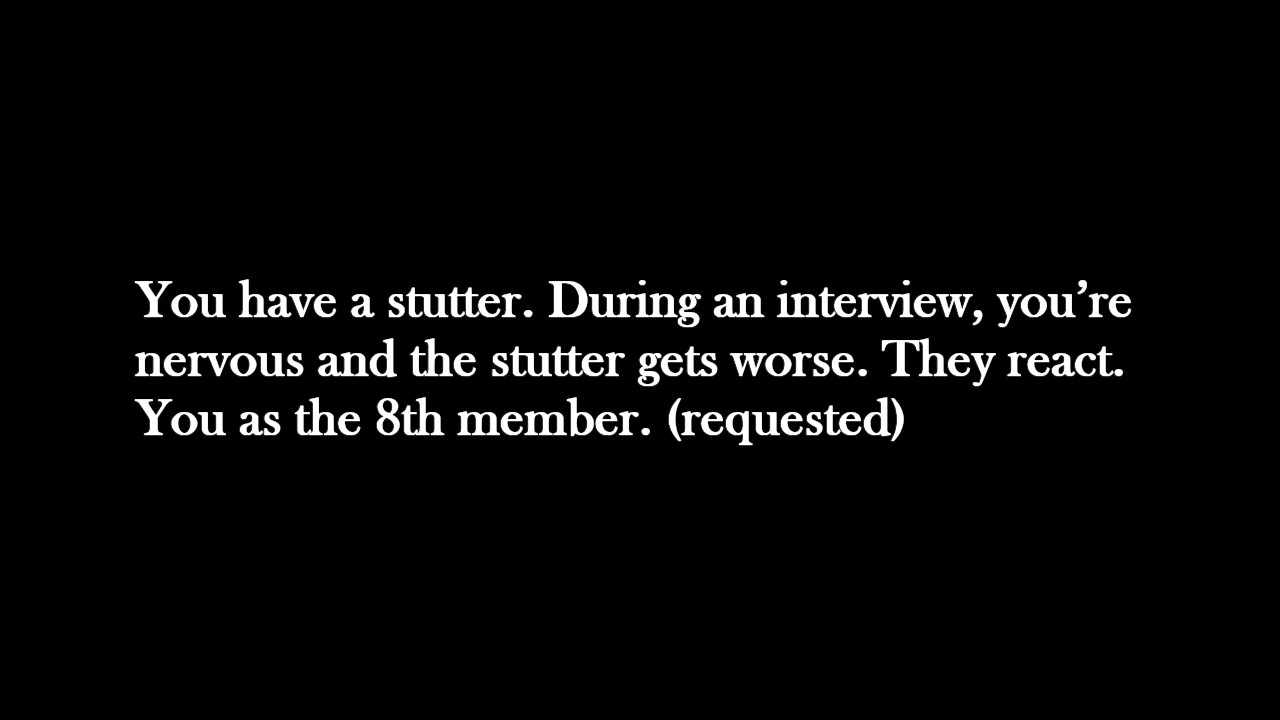 You have a stutter. During an interview, you’re
nervous and the stutter gets worse. They react.
You as the 8th member. (requested)